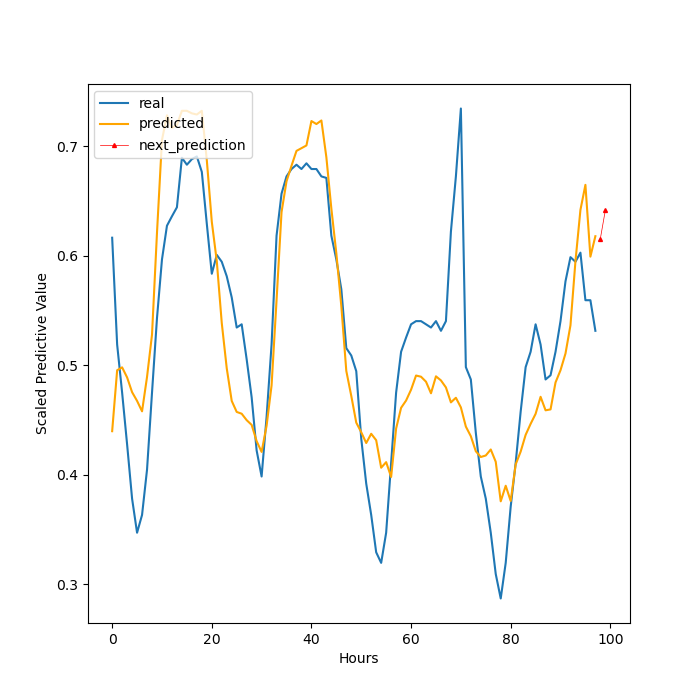 real
predicted
next_prediction
0.7
0.6
0.5
0.4
0.3
Scaled Predictive Value
0 20 40 60 80 100
Hours